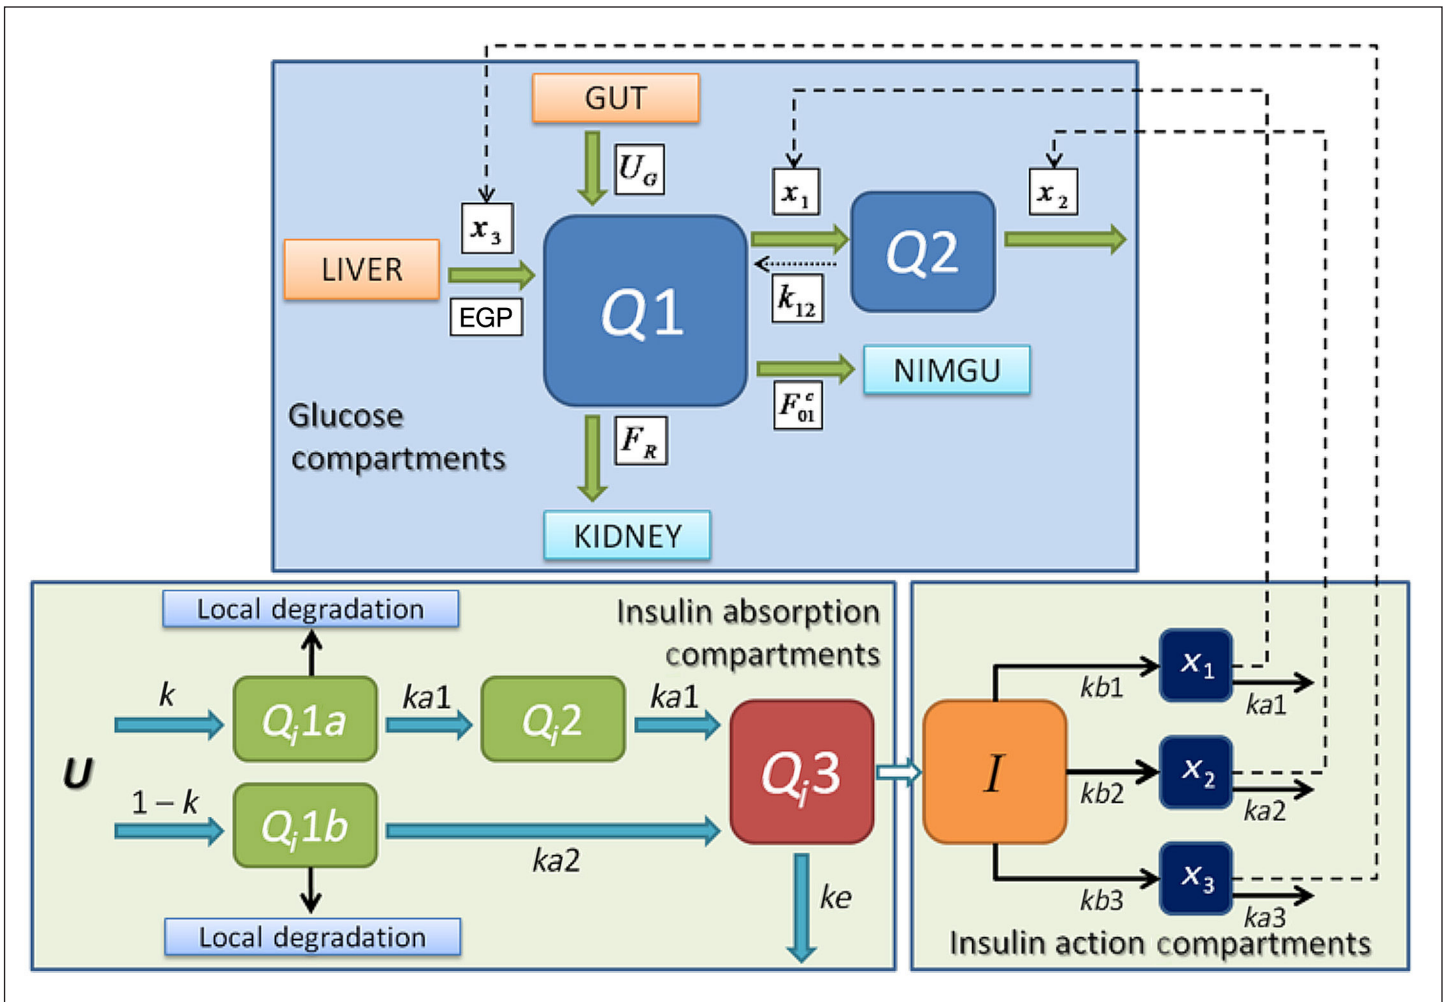 GUT
U_G
x_1
x_2
x_3
LIVER
Q2
EGP
Q1
k_12
NIMGU
F_01^c
Glucose
compartments
F_R
KIDNEY
Local degradation
Insulin absorption
compartments
k
Q_i1a
ka1
Q_i2
ka1
U
Q_i3
1 – k
Q_i1b
ka2
ke
Local degradation
I
kb1
x_1
ka1
kb2
x_2
ka2
kb3
x_3
ka3
Insulin action compartments